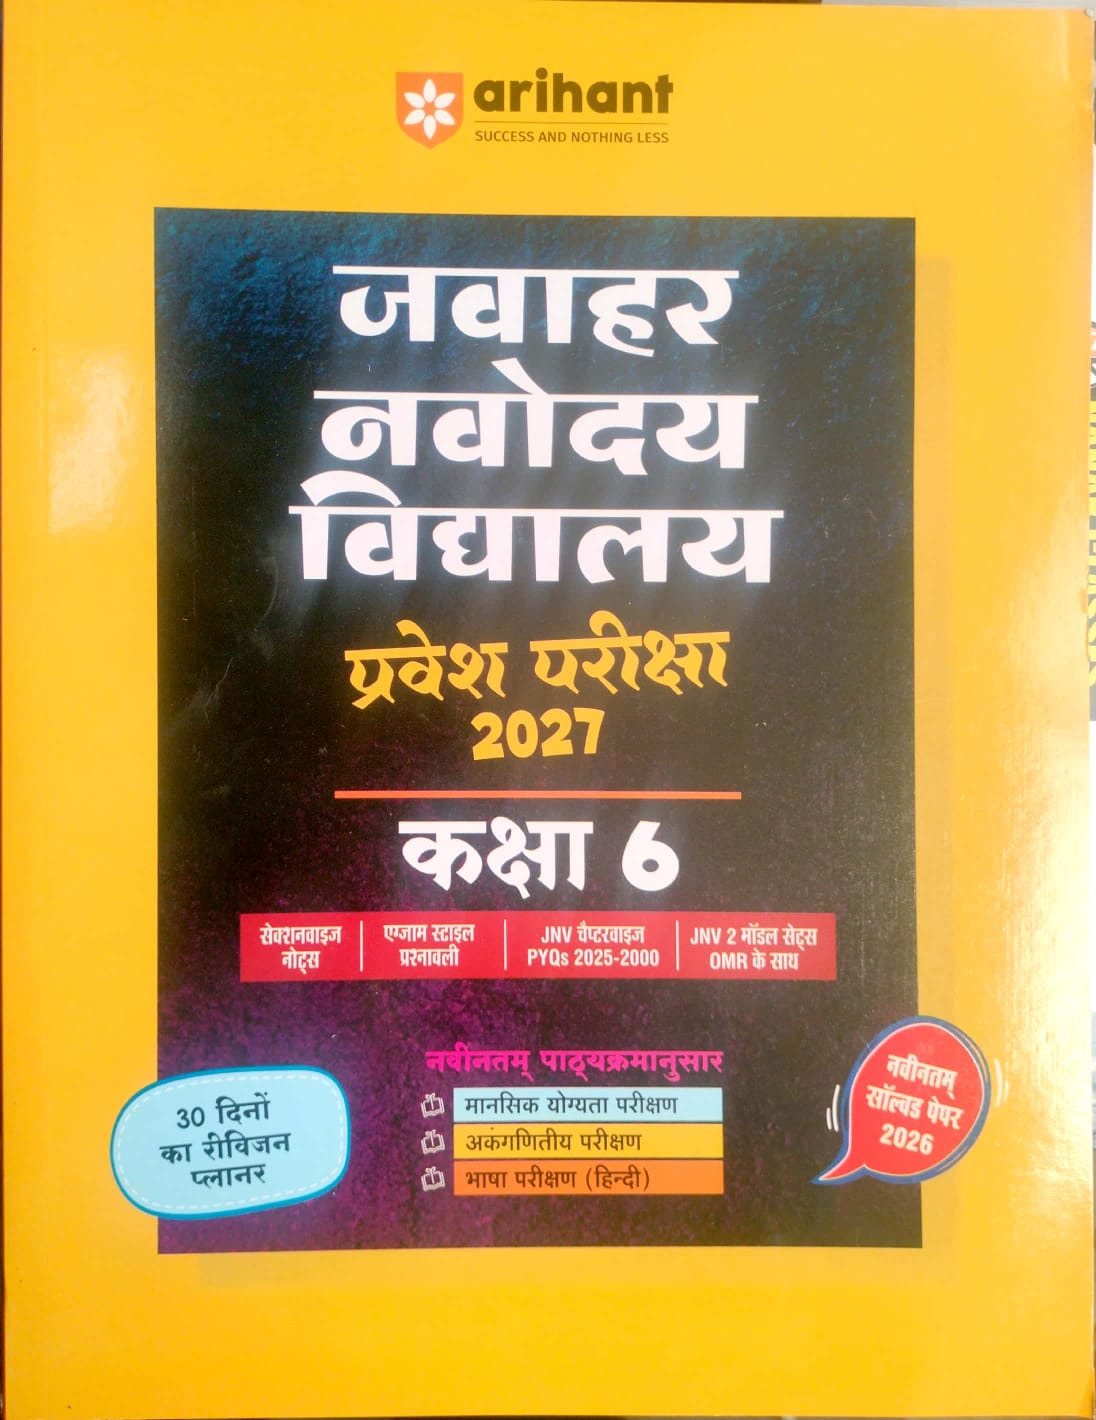 arihant
SUCCESS AND NOTHING LESS
जवाहर
नवोदय
विद्यालय
प्रवेश परीक्षा
2027
कक्षा 6
सेक्शनवाइज
नोट्स
एग्जाम स्टाइल
प्रश्नावली
JNV चैप्टरवाइज
PYQs 2025-2000
JNV 2 मॉडल सेट्स
OMR के साथ
नवीनतम् पाठ्यक्रमानुसार
मानसिक योग्यता परीक्षण
अकंगणितीय परीक्षण
भाषा परीक्षण (हिन्दी)
30 दिनों
का रीविजन
प्लानर
नवीनतम्
सॉल्वड पेपर
2026